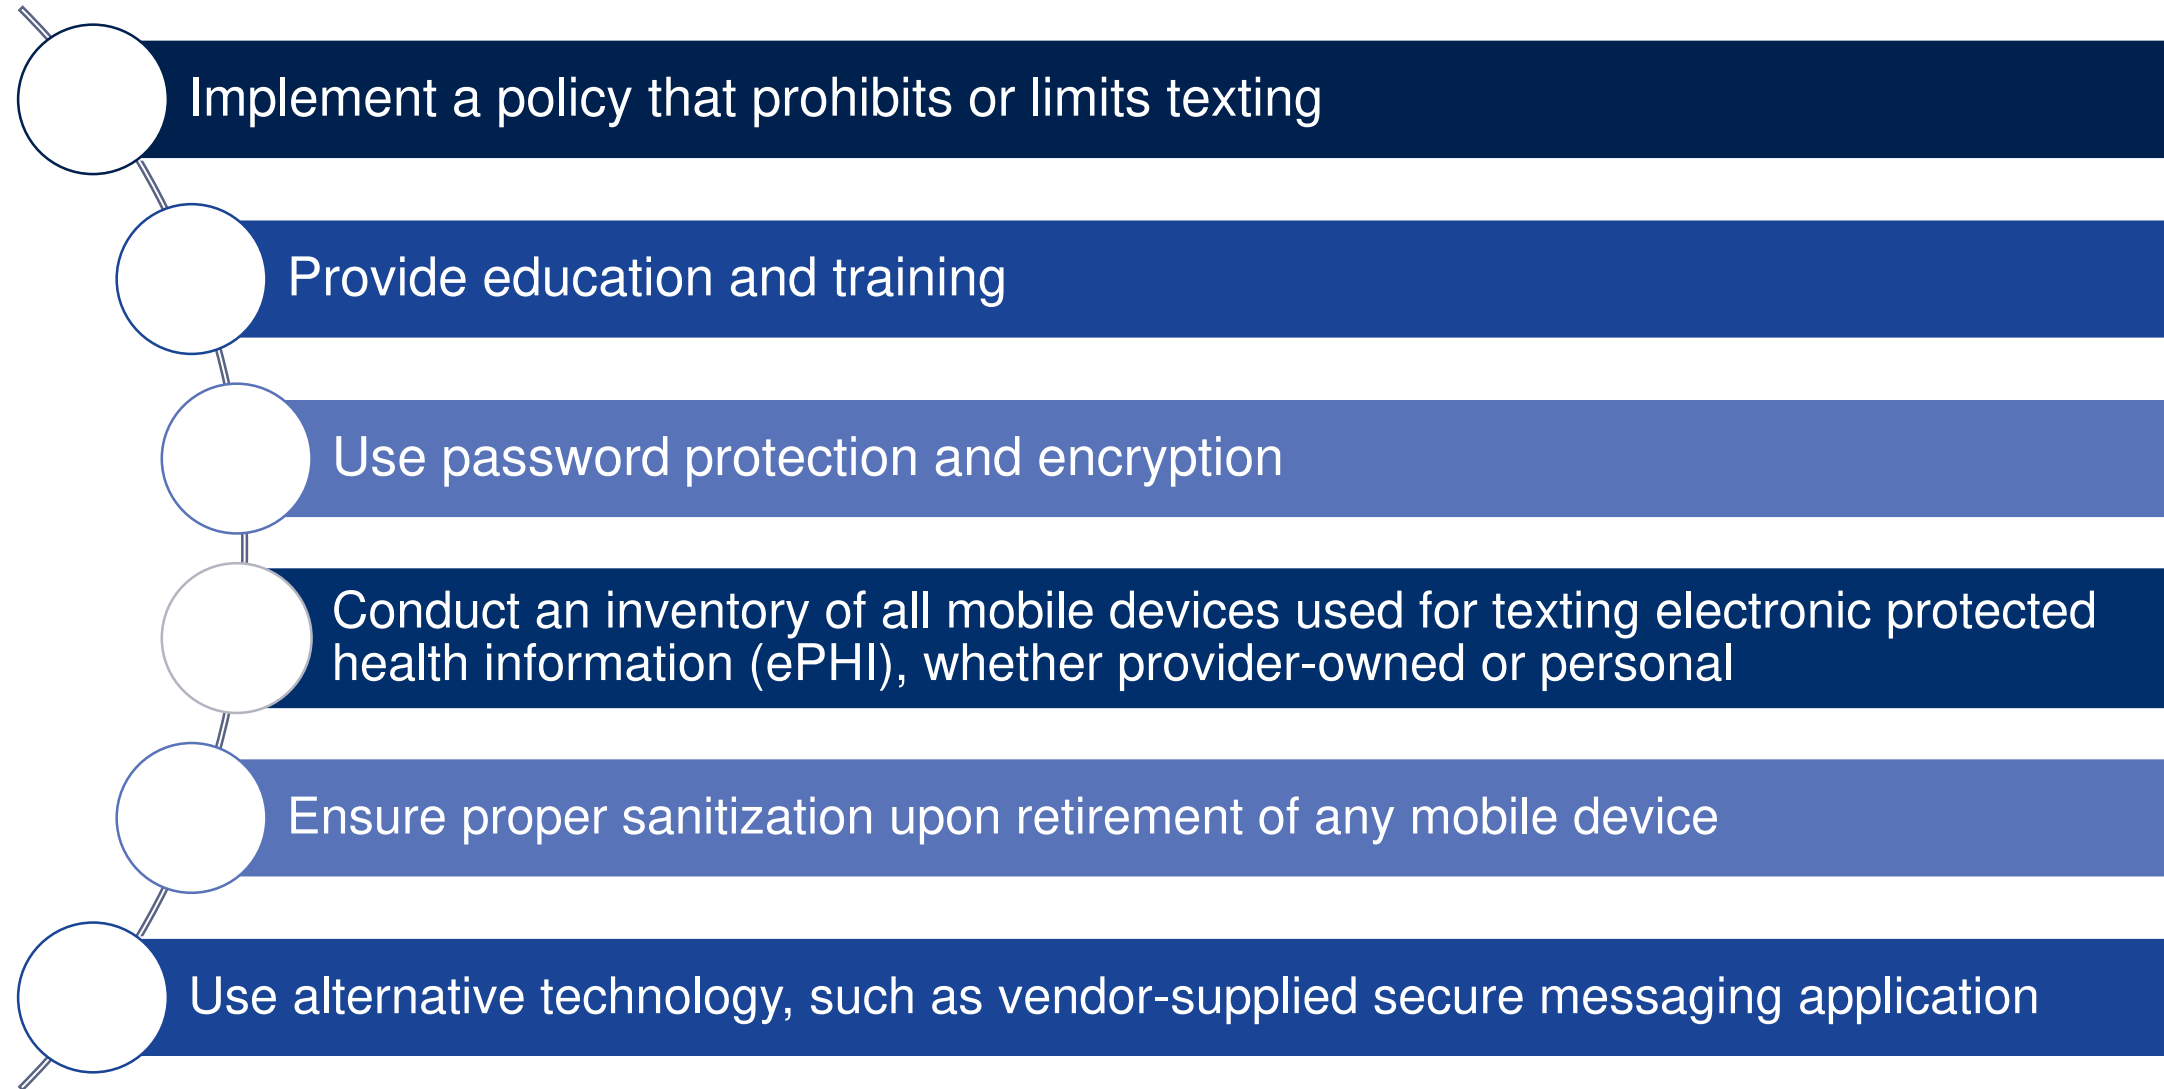 Implement a policy that prohibits or limits texting
Provide education and training
Use password protection and encryption
Conduct an inventory of all mobile devices used for texting electronic protected
health information (ePHI), whether provider-owned or personal
Ensure proper sanitization upon retirement of any mobile device
Use alternative technology, such as vendor-supplied secure messaging application